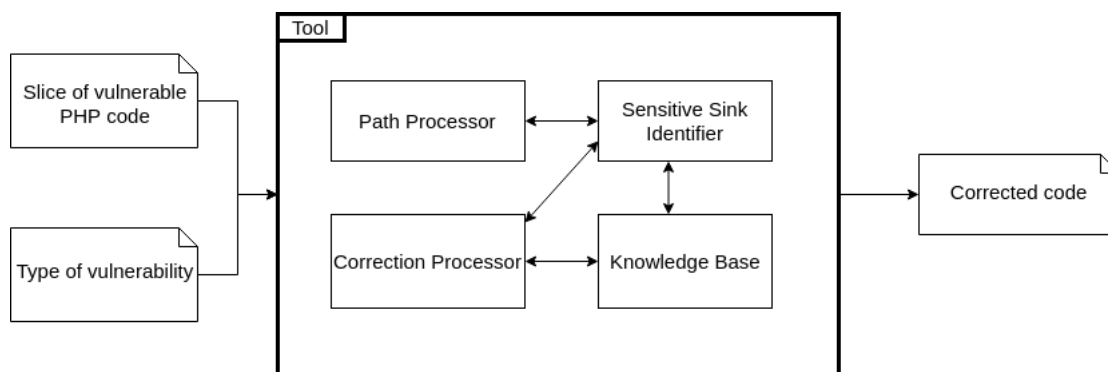 Tool
Slice of vulnerable
PHP code
Path Processor
Sensitive Sink
Identifier
Corrected code
Type of vulnerability
Correction Processor
Knowledge Base